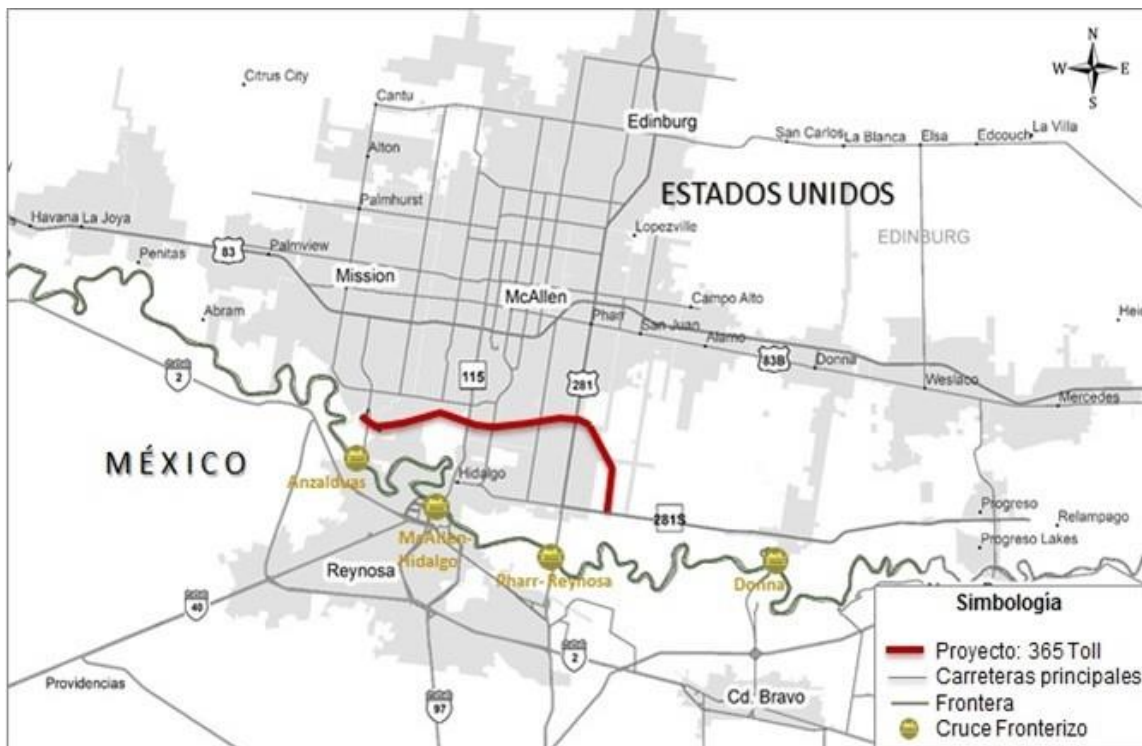 N
W
E
S
Citrus City
Cantu
Edinburg
San Carlos
La Blanca
Elsa
Edcouch
La Villa
Alton
ESTADOS UNIDOS
Palmhurst
Havana
La Joya
Lopezville
EDINBURG
83
Palmview
Penitas
Mission
McAllen
Campo Alto
Abram
Pharr
San Juan
Alamo
83B
Donna
Weslaco
Mercedes
2
115
281
MÉXICO
Anzalduas
Hidalgo
281S
Progreso
Relampago
McAllen-
Hidalgo
Progreso Lakes
Reynosa
Pharr- Reynosa
Donna
40
2
Providencias
97
Cd. Bravo
Simbología
Proyecto: 365 Toll
Carreteras principales
Frontera
Cruce Fronterizo